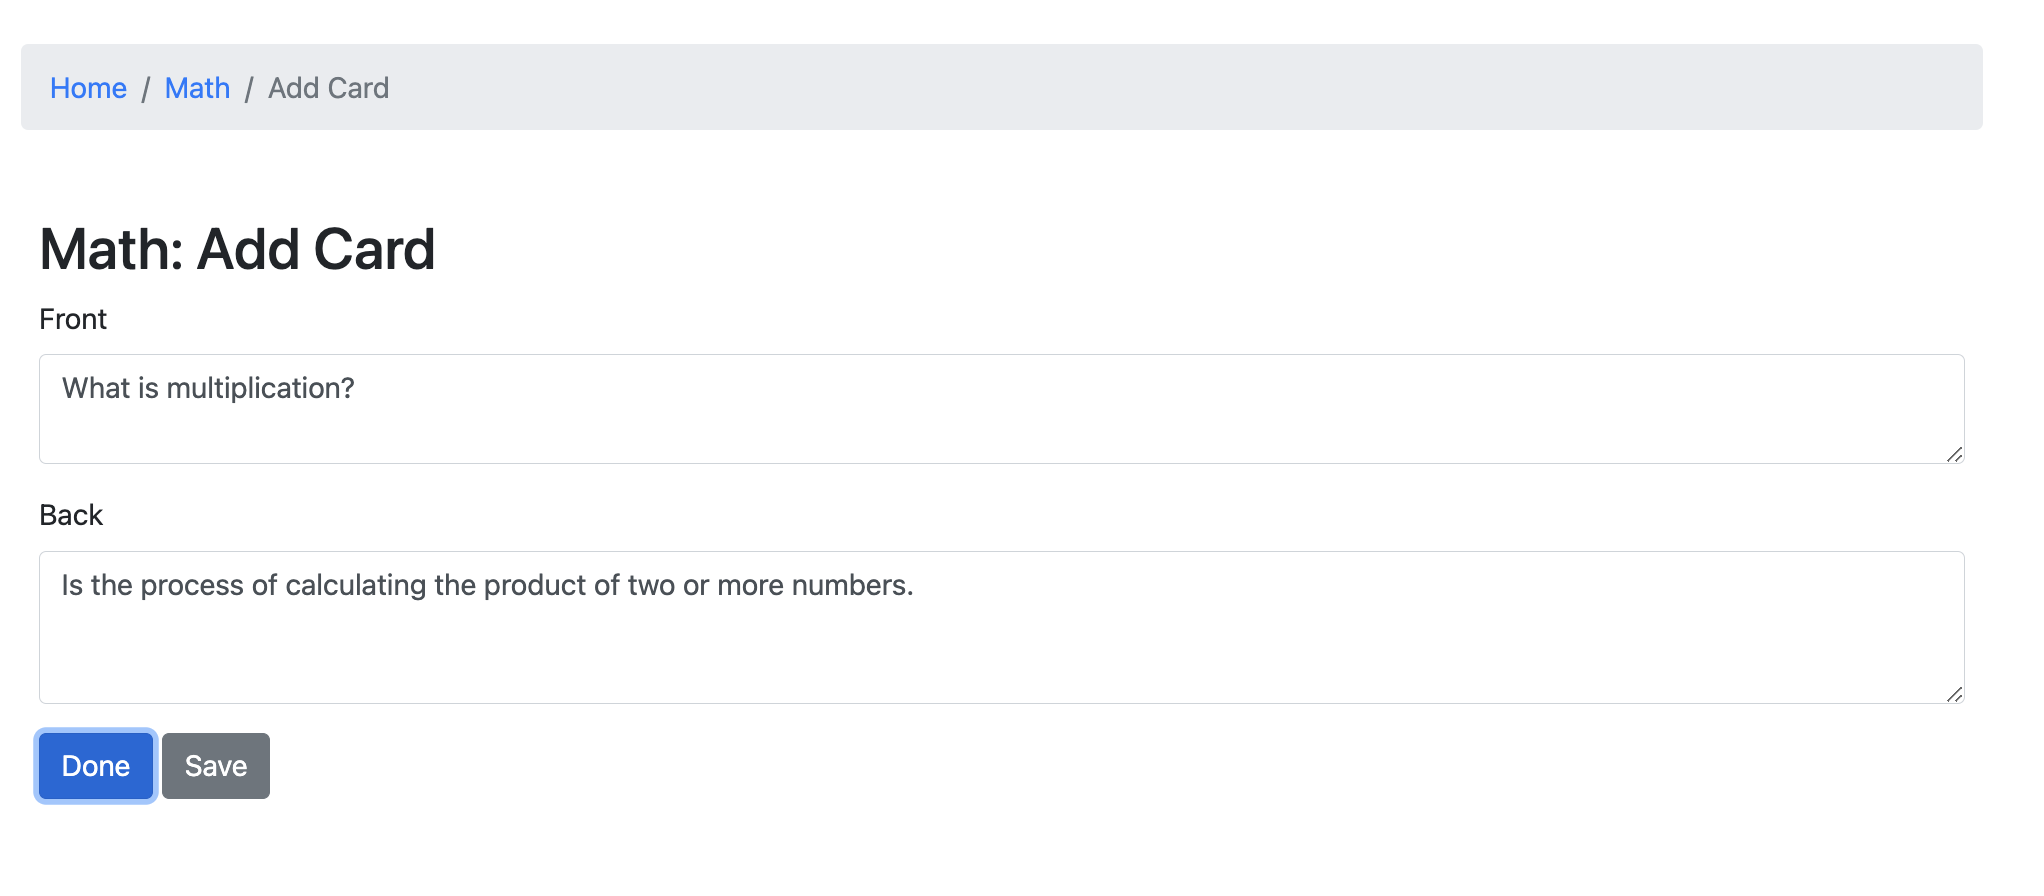 Home / Math / Add Card
Math: Add Card
Front
What is multiplication?
Back
Is the process of calculating the product of two or more numbers.
Done Save